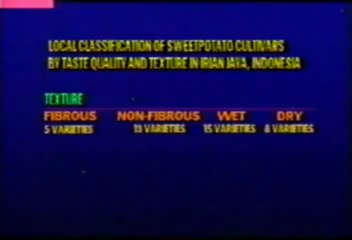 LOCAL CLASSIFICATION OF SWEETPOTATO CULTIVARS
BY TASTE QUALITY AND TEXTURE IN IRIAN JAYA, INDONESIA
TEXTURE
FIBROUS NON-FIBROUS WET DRY
5 VARIETIES 13 VARIETIES 15 VARIETIES 8 VARIETIES